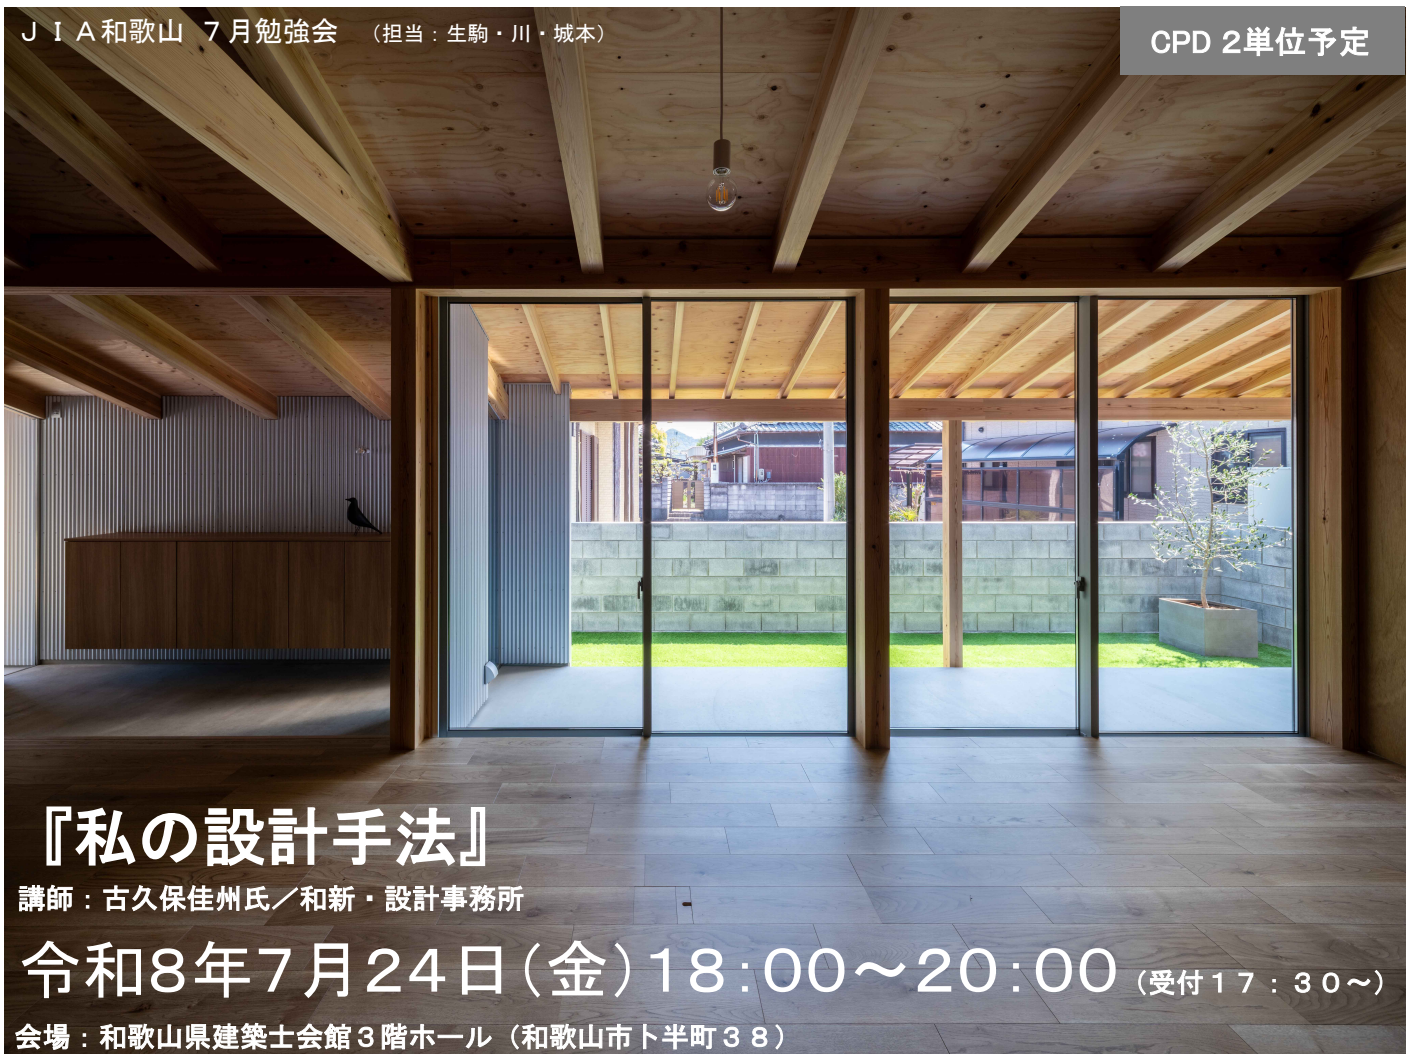 ＪＩＡ和歌山　７月勉強会　（担当：生駒・川・城本）
CPD 2単位予定
『私の設計手法』
講師：古久保佳州氏／和新・設計事務所
令和8年7月24日（金）18：00～20：00（受付１７：３０～）
会場：和歌山県建築士会館３階ホール（和歌山市卜半町３８）